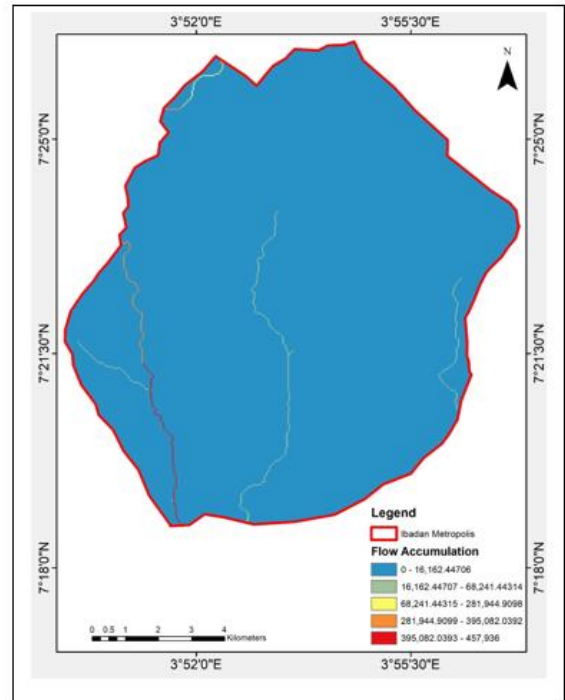 3°52'0"E 3°55'30"E
N
7°25'0"N 7°25'0"N
7°21'30"N 7°21'30"N
7°18'0"N 7°18'0"N
Legend
Ibadan Metropolis
Flow Accumulation
0 - 16,162.44706
16,162.44707 - 68,241.44314
68,241.44315 - 281,944.9098
281,944.9099 - 395,082.0392
395,082.0393 - 457,936
0 0.5 1 2 3 4
Kilometers
3°52'0"E 3°55'30"E